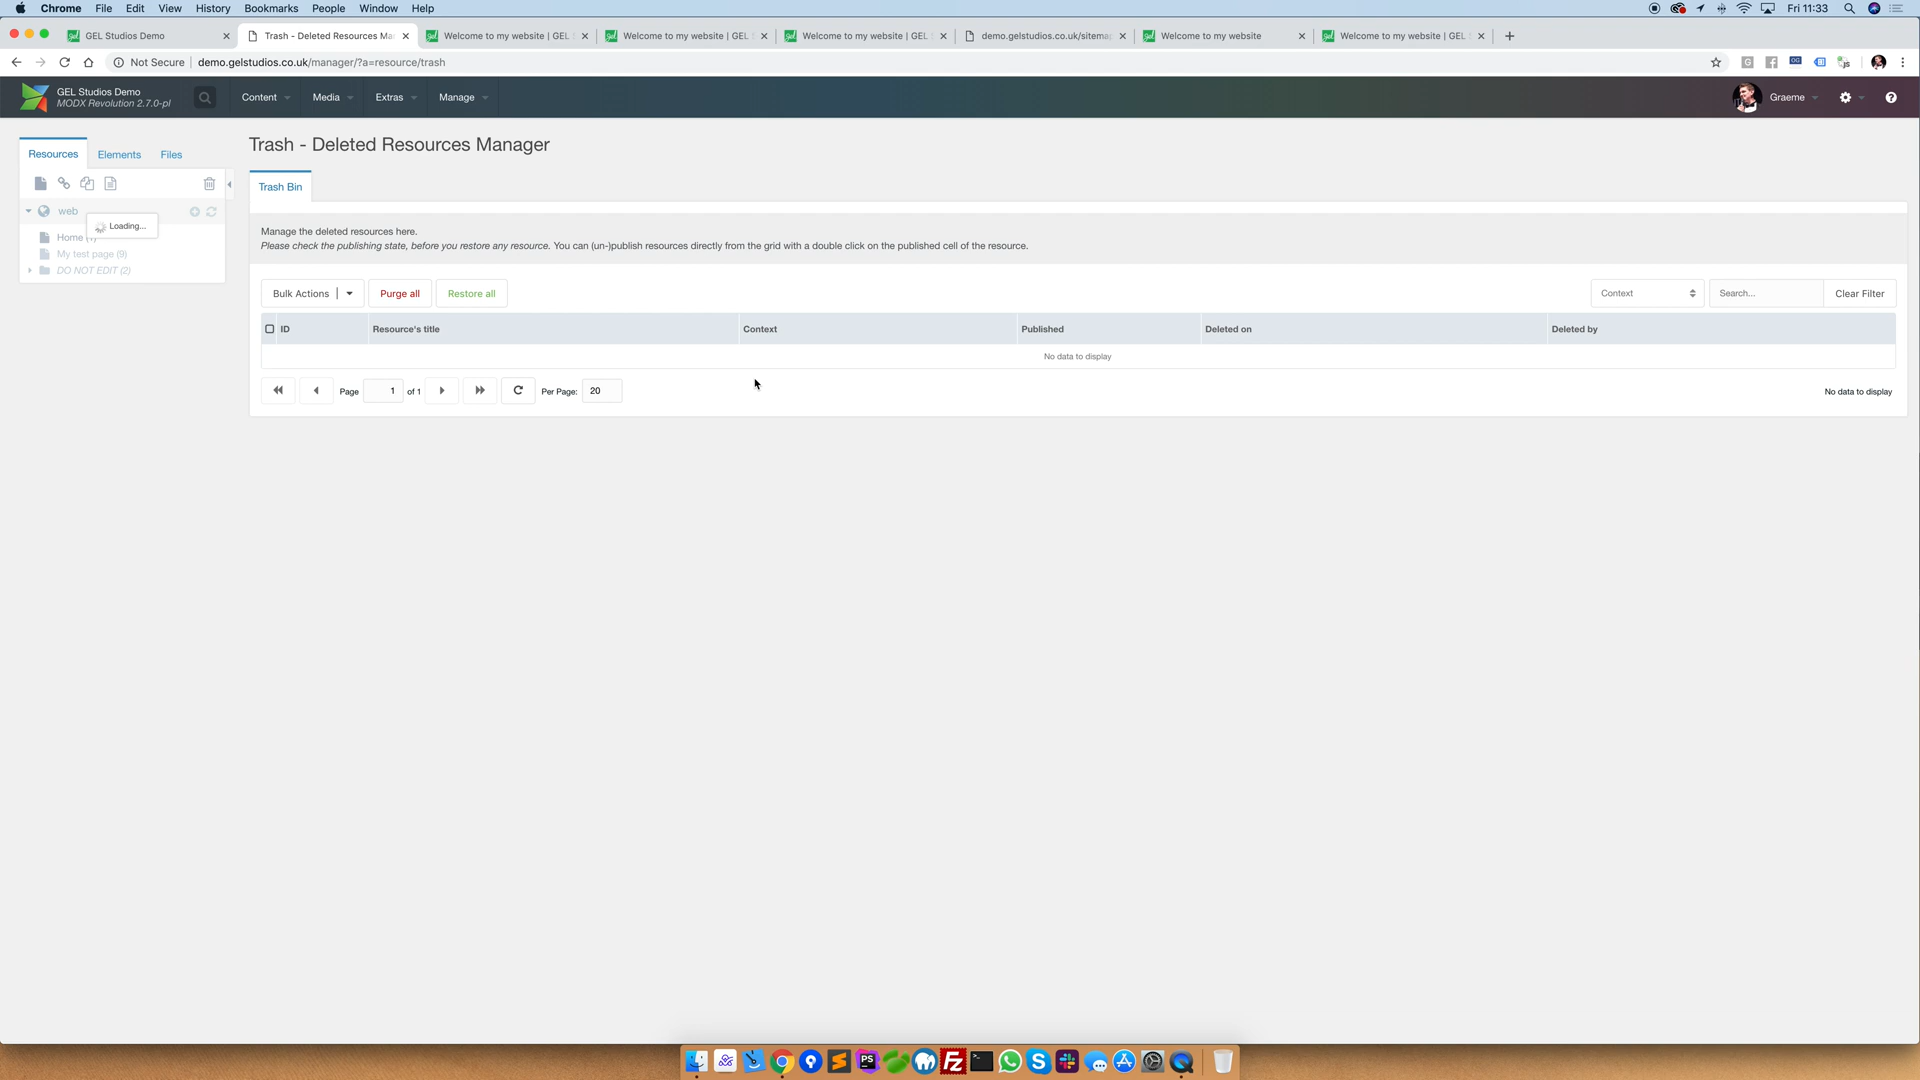 Chrome File Edit View History Bookmarks People Window Help Fri 11:33
GEL Studios Demo
Trash - Deleted Resources Ma
Welcome to my website | GEL
Welcome to my website | GEL
Welcome to my website | GEL
demo.gelstudios.co.uk/sitema
Welcome to my website
Welcome to my website | GEL
Not Secure demo.gelstudios.co.uk/manager/?a=resource/trash
GEL Studios Demo
MODX Revolution 2.7.0-pl
Content Media Extras Manage Graeme
Trash - Deleted Resources Manager
Resources Elements Files
Trash Bin
web
Loading...
Home
My test page (9)
DO NOT EDIT (2)
Manage the deleted resources here.
Please check the publishing state, before you restore any resource. You can (un-)publish resources directly from the grid with a double click on the published cell of the resource.
Bulk Actions Purge all Restore all Context Search... Clear Filter
ID Resource's title Context Published Deleted on Deleted by
No data to display
Page 1 of 1 Per Page: 20 No data to display
PS
Fz